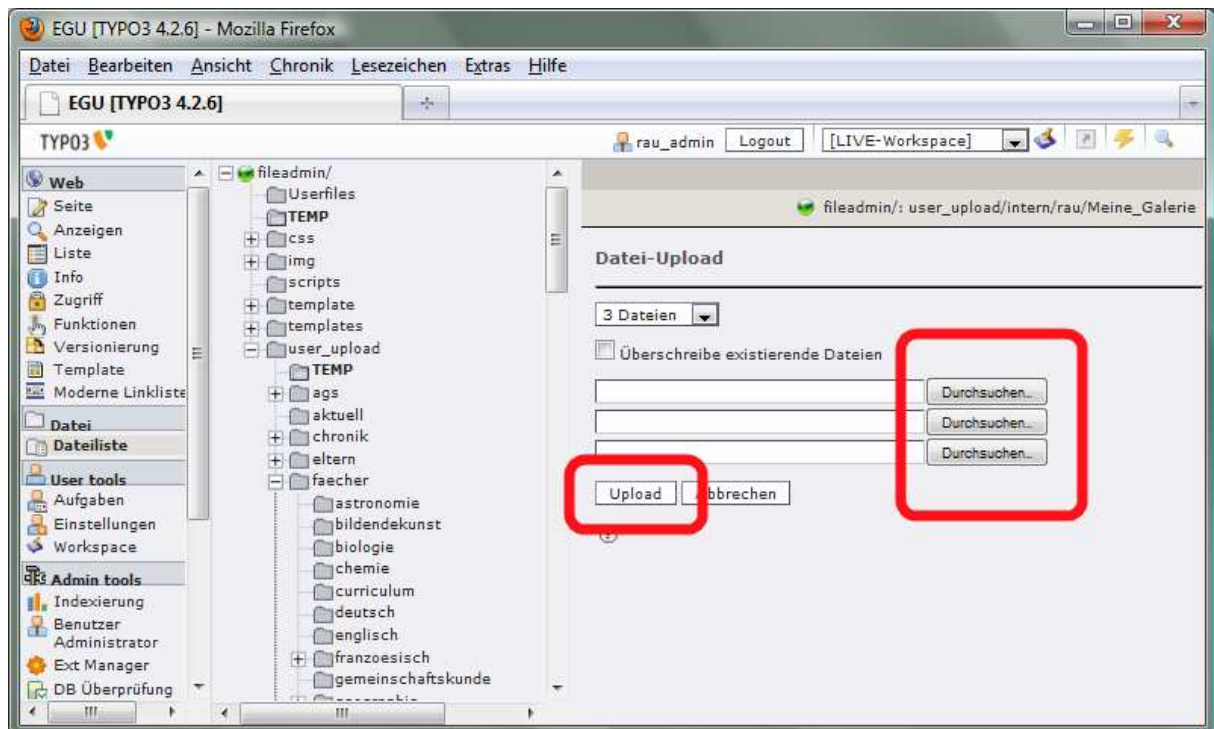 EGU [TYPO3 4.2.6] - Mozilla Firefox
Datei Bearbeiten Ansicht Chronik Lesezeichen Extras Hilfe
EGU [TYPO3 4.2.6]
TYPO3
rau_admin Logout [LIVE-Workspace]
Web
Seite
Anzeigen
Liste
Info
Zugriff
Funktionen
Versionierung
Template
Moderne Linkliste
Datei
Dateiliste
User tools
Aufgaben
Einstellungen
Workspace
Admin tools
Indexierung
Benutzer
Administrator
Ext Manager
DB Überprüfung
fileadmin/
Userfiles
TEMP
css
img
scripts
template
templates
user_upload
TEMP
ags
aktuell
chronik
eltern
faecher
astronomie
bildendekunst
biologie
chemie
curriculum
deutsch
englisch
franzoesisch
gemeinschaftskunde
fileadmin/: user_upload/intern/rau/Meine_Galerie
Datei-Upload
3 Dateien
Überschreibe existierende Dateien
Durchsuchen...
Durchsuchen...
Durchsuchen...
Upload Abbrechen